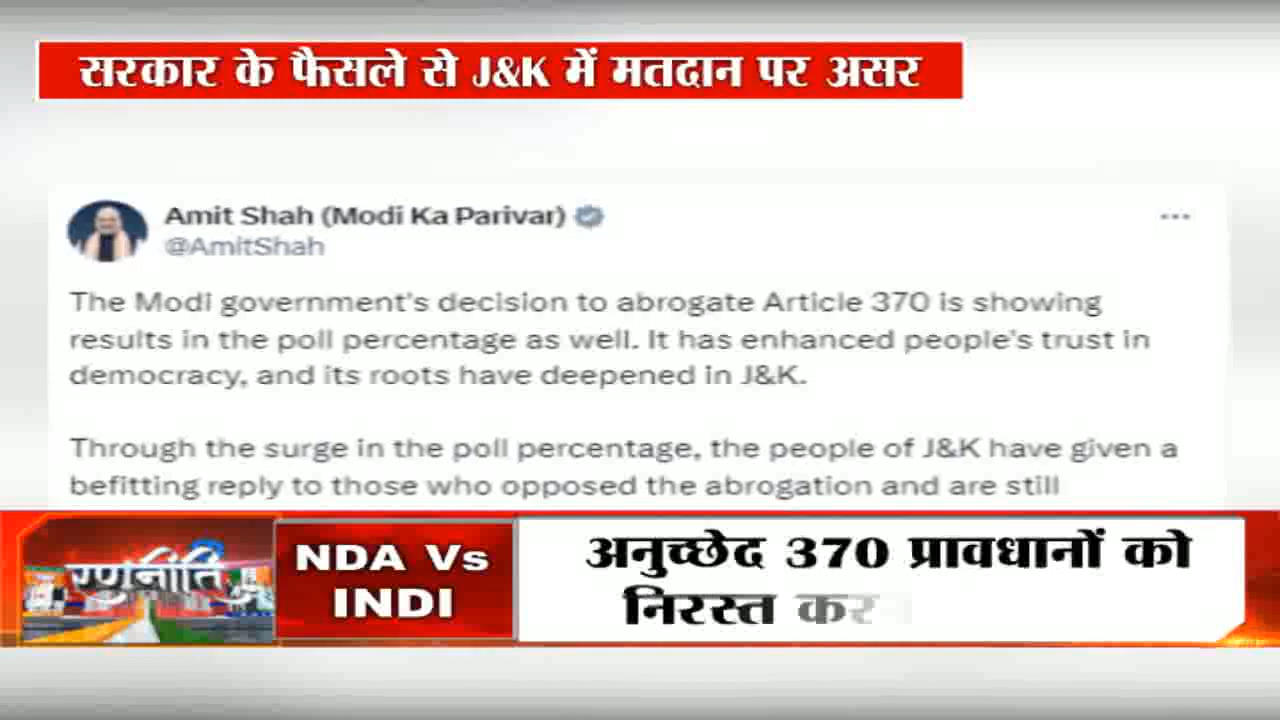 सरकार के फैसले से J&K में मतदान पर असर
Amit Shah (Modi Ka Parivar)
@AmitShah
The Modi government's decision to abrogate Article 370 is showing
results in the poll percentage as well. It has enhanced people's trust in
democracy, and its roots have deepened in J&K.
Through the surge in the poll percentage, the people of J&K have given a
befitting reply to those who opposed the abrogation and are still
रणनीति
NDA Vs
INDI
अनुच्छेद 370 प्रावधानों को
निरस्त कर